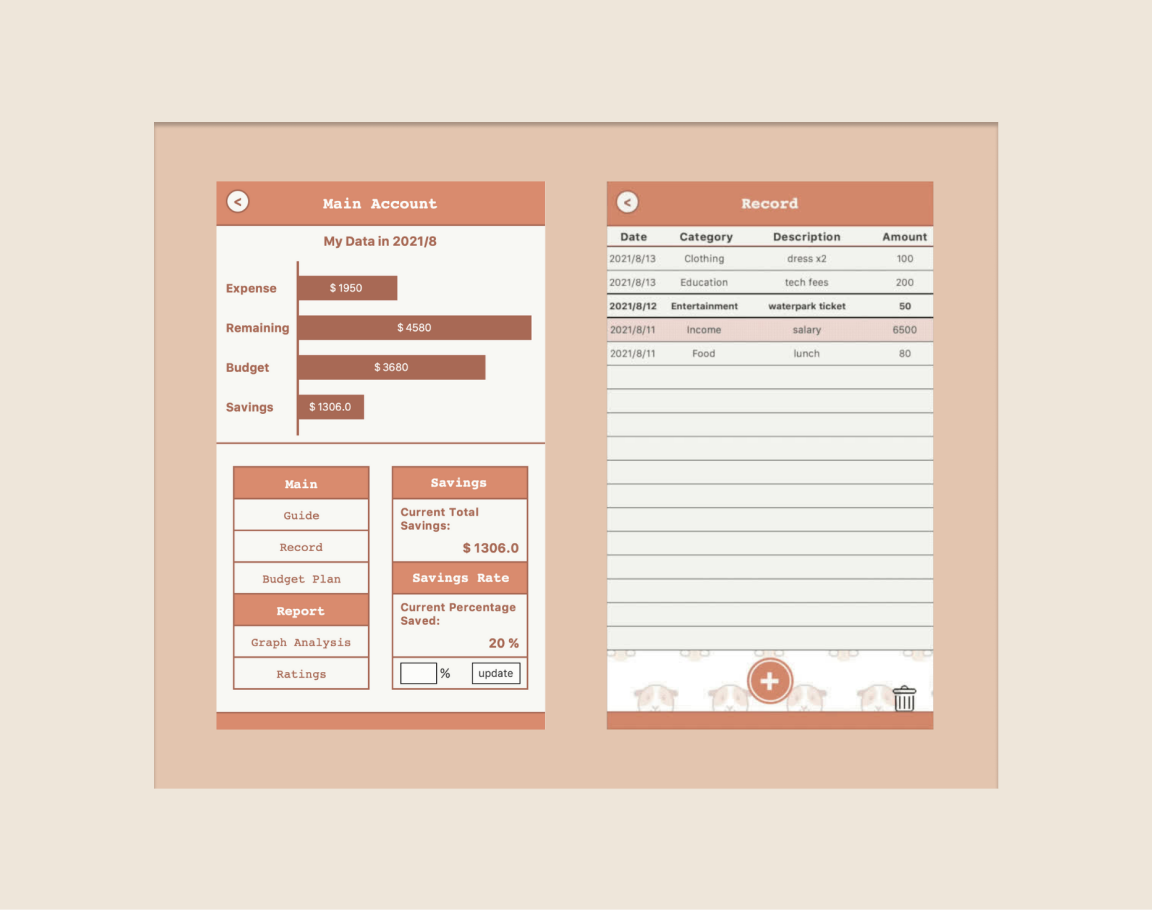 <
Main Account
My Data in 2021/8
Expense $ 1950
Remaining $ 4580
Budget $ 3680
Savings $ 1306.0
Main
Guide
Record
Budget Plan
Report
Graph Analysis
Ratings
Savings
Current Total
Savings:
$ 1306.0
Savings Rate
Current Percentage
Saved:
20 %
% update
<
Record
Date Category Description Amount
2021/8/13 Clothing dress x2 100
2021/8/13 Education tech fees 200
2021/8/12 Entertainment waterpark ticket 50
2021/8/11 Income salary 6500
2021/8/11 Food lunch 80
+